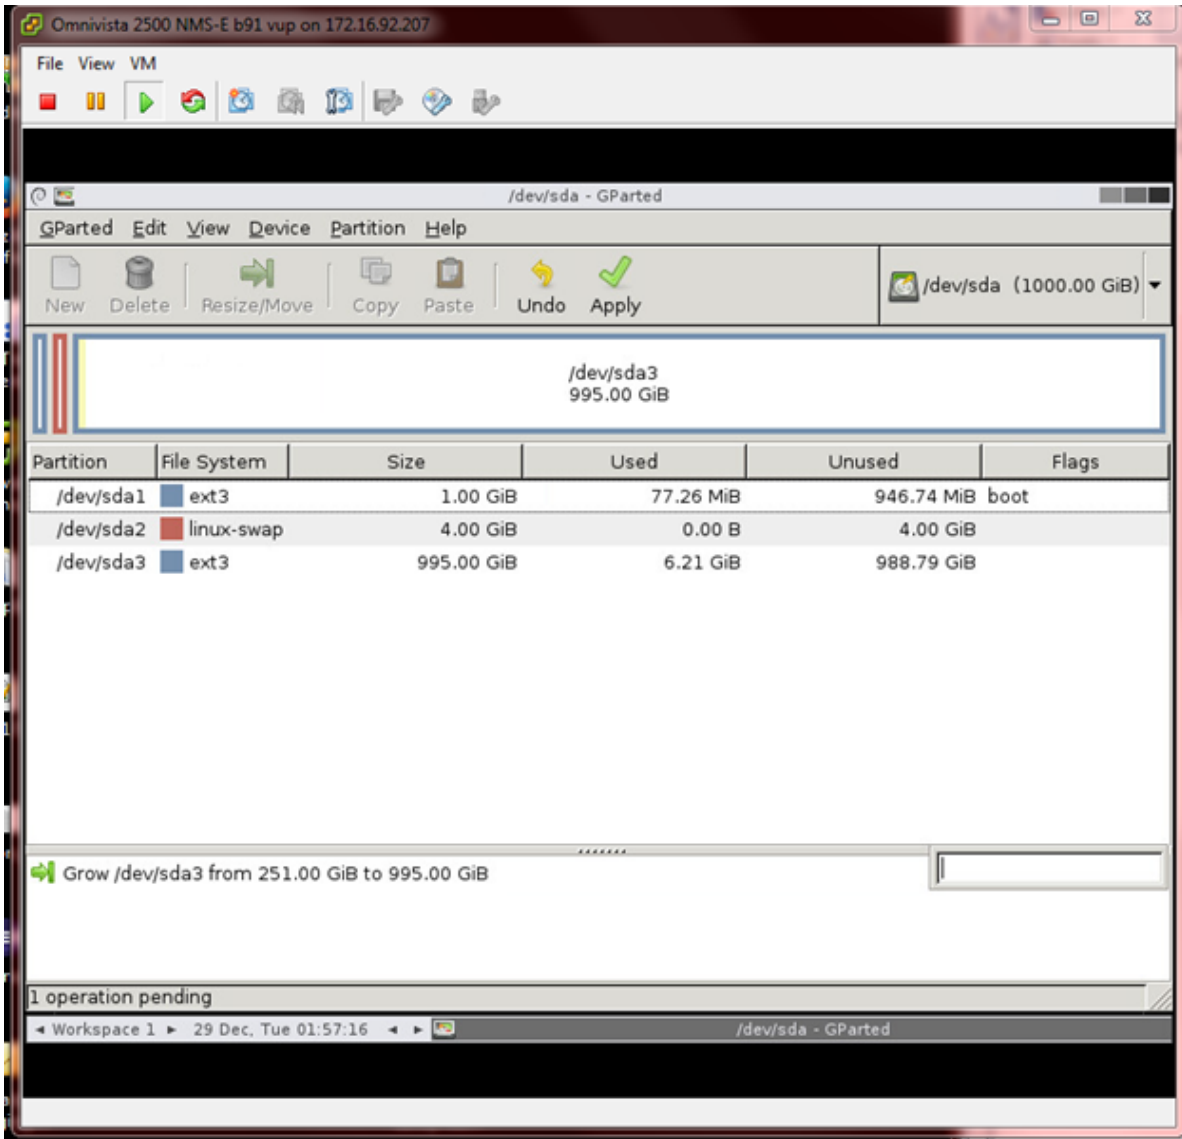 Omnivista 2500 NMS-E b91 vup on 172.16.92.207
File View VM
/dev/sda - GParted
GParted Edit View Device Partition Help
New Delete Resize/Move Copy Paste Undo Apply /dev/sda (1000.00 GiB)
/dev/sda3
995.00 GiB
Partition File System Size Used Unused Flags
/dev/sda1 ext3 1.00 GiB 77.26 MiB 946.74 MiB boot
/dev/sda2 linux-swap 4.00 GiB 0.00 B 4.00 GiB
/dev/sda3 ext3 995.00 GiB 6.21 GiB 988.79 GiB
Grow /dev/sda3 from 251.00 GiB to 995.00 GiB
1 operation pending
Workspace 1 29 Dec, Tue 01:57:16 /dev/sda - GParted